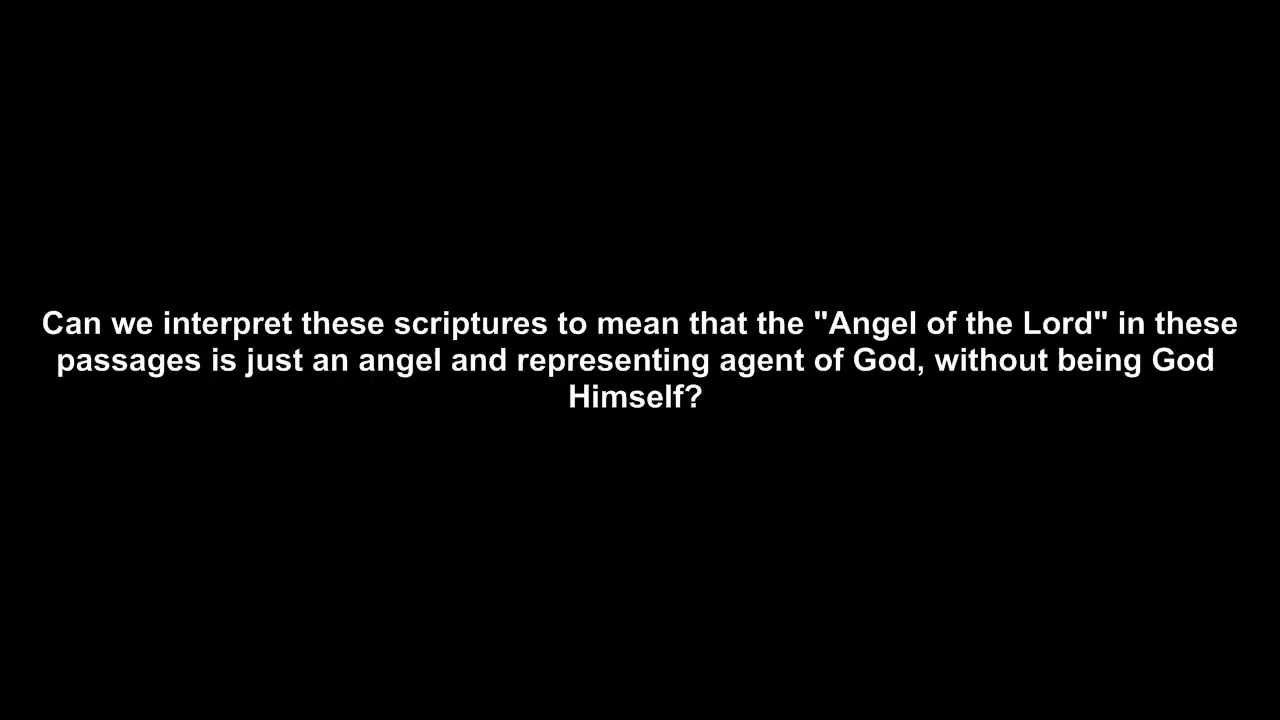 Can we interpret these scriptures to mean that the "Angel of the Lord" in these
passages is just an angel and representing agent of God, without being God
Himself?